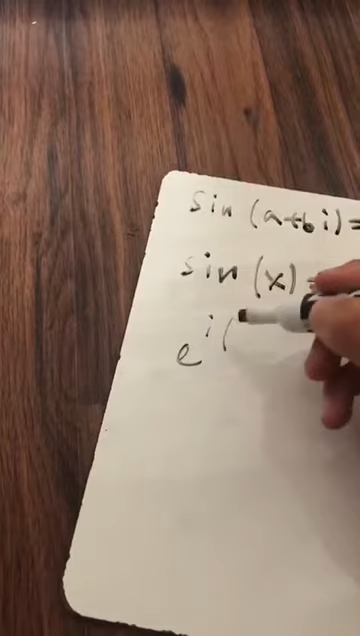 sin (a+bi)=
sin (x)=
e^i(